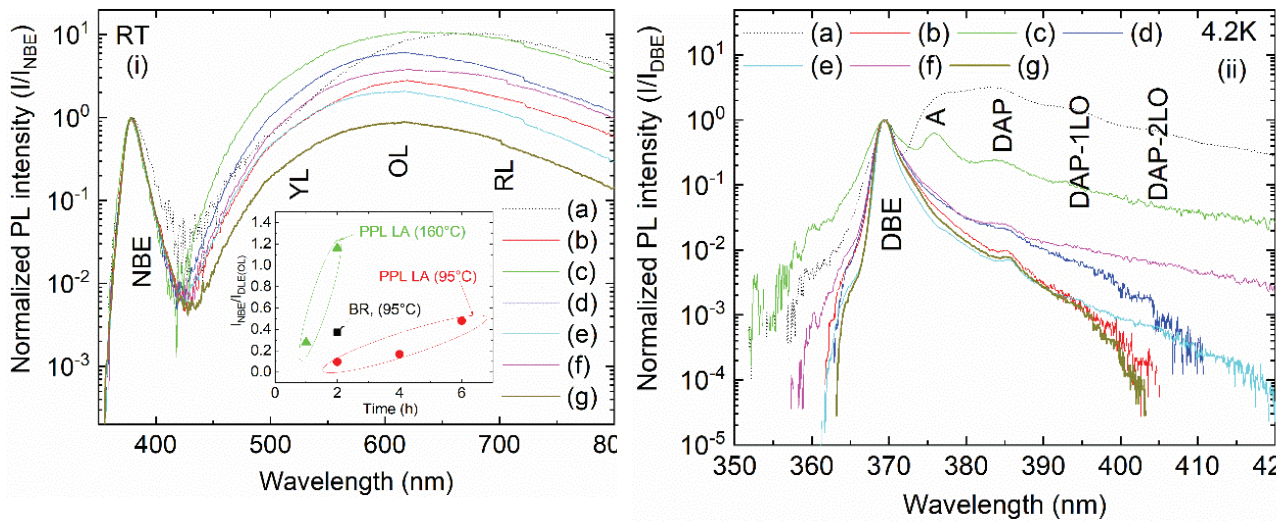 RT
(i)
Normalized PL intensity (I/I_NBE)
10¹
10⁰
10⁻¹
10⁻²
10⁻³
NBE
YL
OL
RL
(a)
(b)
(c)
(d)
(e)
(f)
(g)
I_NBE/I_DLE(OL)
1.6
1.4
1.2
1.0
0.8
0.6
0.4
0.2
0.0
PPL LA (160°C)
PPL LA (95°C)
BR, (95°C)
0 2 4 6
Time (h)
400 500 600 700 800
Wavelength (nm)
(a) (b) (c) (d) 4.2K
(e) (f) (g) (ii)
Normalized PL intensity (I/I_DBE)
10¹
10⁰
10⁻¹
10⁻²
10⁻³
10⁻⁴
10⁻⁵
DBE
A
DAP
DAP-1LO
DAP-2LO
350 360 370 380 390 400 410 420
Wavelength (nm)